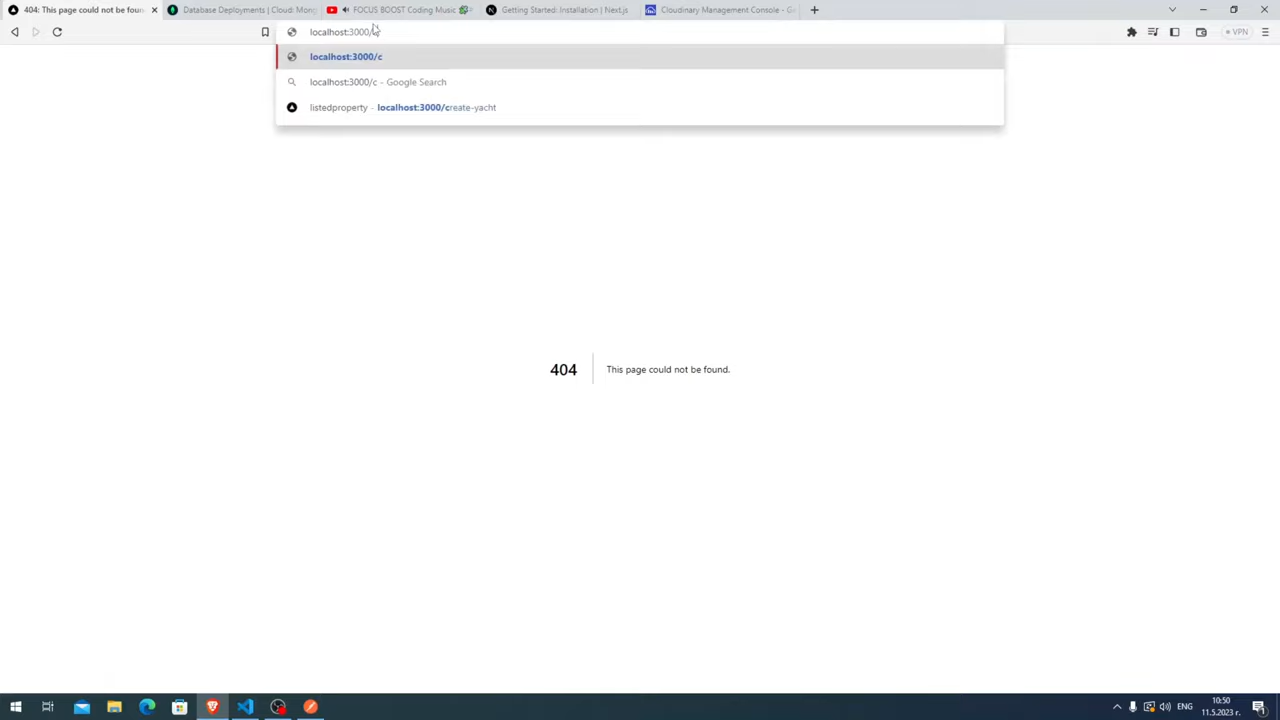 404: This page could not be foun
Database Deployments | Cloud: Mong
FOCUS BOOST Coding Music
Getting Started: Installation | Next.js
Cloudinary Management Console - Ge
localhost:3000/c
VPN
localhost:3000/c
localhost:3000/c - Google Search
listedproperty - localhost:3000/create-yacht
404
This page could not be found.
10:50
ENG
11.5.2023 г.
1